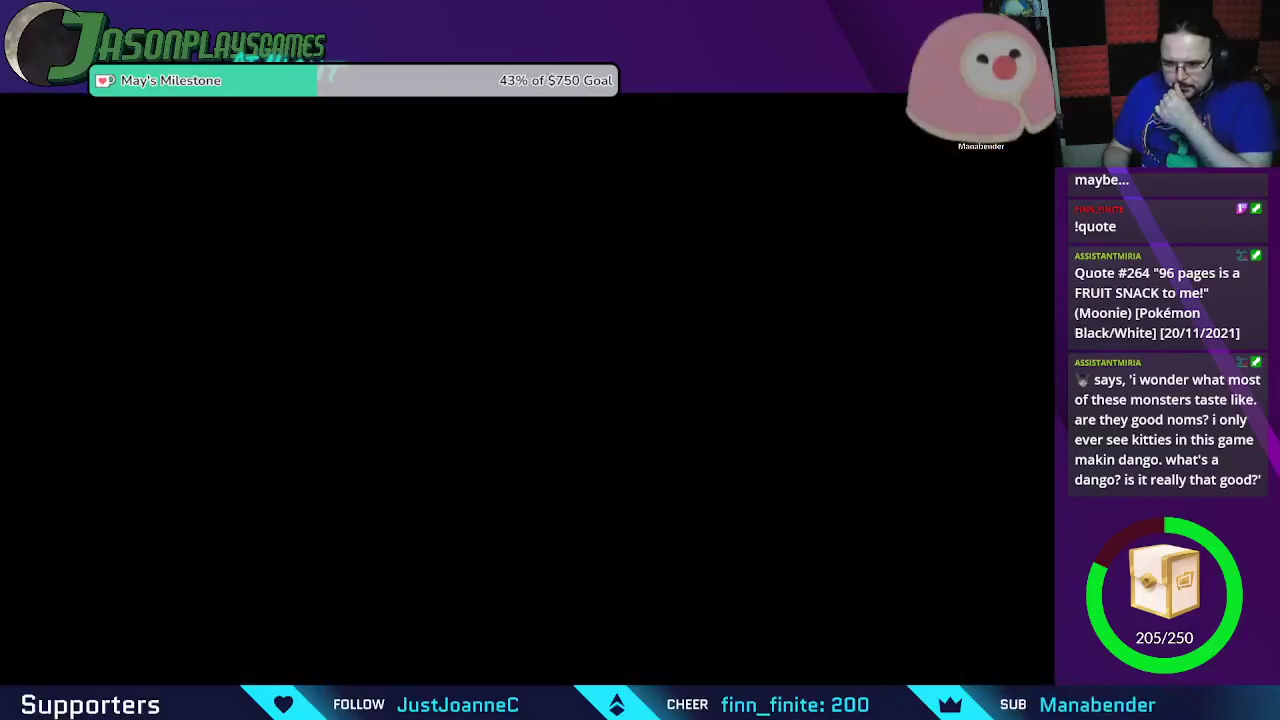 JASONPLAYSGAMES
May's Milestone
43% of $750 Goal
Manabender
maybe...
FINN_FINITE
!quote
ASSISTANTMIRIA
Quote #264 "96 pages is a
FRUIT SNACK to me!"
(Moonie) [Pokémon
Black/White] [20/11/2021]
ASSISTANTMIRIA
says, 'i wonder what most
of these monsters taste like.
are they good noms? i only
ever see kitties in this game
makin dango. what's a
dango? is it really that good?'
205/250
Supporters
FOLLOW JustJoanneC
CHEER finn_finite: 200
SUB Manabender